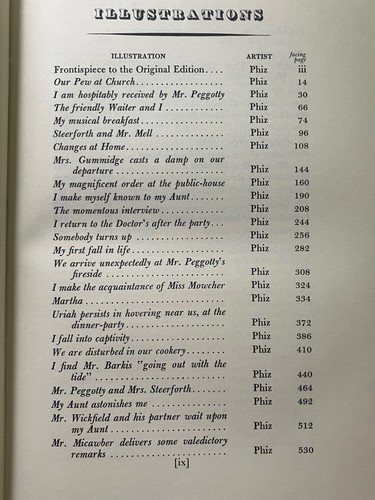 ILLUSTRATIONS
ILLUSTRATION ARTIST facing page
Frontispiece to the Original Edition.... Phiz iii
Our Pew at Church............... Phiz 14
I am hospitably received by Mr. Peggotty Phiz 30
The friendly Waiter and I........... Phiz 66
My musical breakfast............... Phiz 74
Steerforth and Mr. Mell............. Phiz 96
Changes at Home................. Phiz 108
Mrs. Gummidge casts a damp on our
departure..................... Phiz 144
My magnificent order at the public-house Phiz 160
I make myself known to my Aunt....... Phiz 190
The momentous interview............ Phiz 208
I return to the Doctor's after the party... Phiz 244
Somebody turns up................ Phiz 256
My first fall in life................. Phiz 282
We arrive unexpectedly at Mr. Peggotty's
fireside...................... Phiz 308
I make the acquaintance of Miss Mowcher Phiz 324
Martha......................... Phiz 334
Uriah persists in hovering near us, at the
dinner-party................... Phiz 372
I fall into captivity................. Phiz 386
We are disturbed in our cookery........ Phiz 410
I find Mr. Barkis "going out with the
tide"........................ Phiz 440
Mr. Peggotty and Mrs. Steerforth....... Phiz 464
My Aunt astonishes me.............. Phiz 492
Mr. Wickfield and his partner wait upon
my Aunt...................... Phiz 512
Mr. Micawber delivers some valedictory
remarks...................... Phiz 530
[ix]